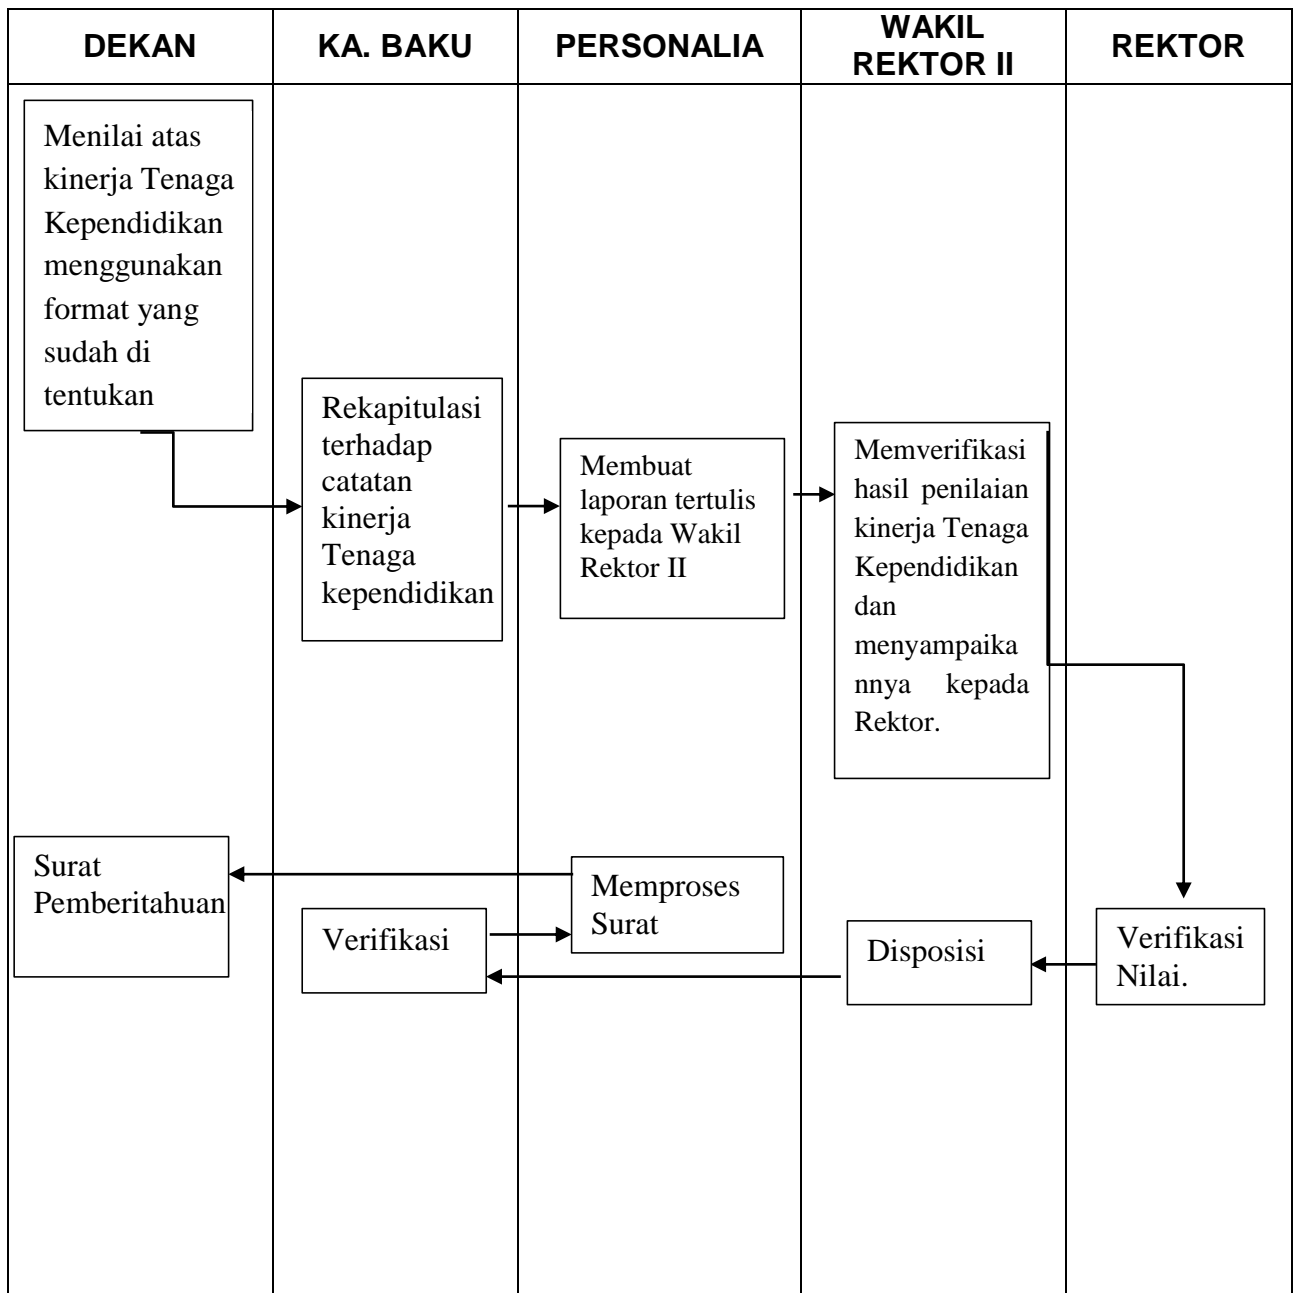 DEKAN
KA. BAKU
PERSONALIA
WAKIL
REKTOR II
REKTOR
Menilai atas
kinerja Tenaga
Kependidikan
menggunakan
format yang
sudah di
tentukan
Rekapitulasi
terhadap
catatan
kinerja
Tenaga
kependidikan
Membuat
laporan tertulis
kepada Wakil
Rektor II
Memverifikasi
hasil penilaian
kinerja Tenaga
Kependidikan
dan
menyampaika
nnya kepada
Rektor.
Surat
Pemberitahuan
Verifikasi
Memproses
Surat
Disposisi
Verifikasi
Nilai.